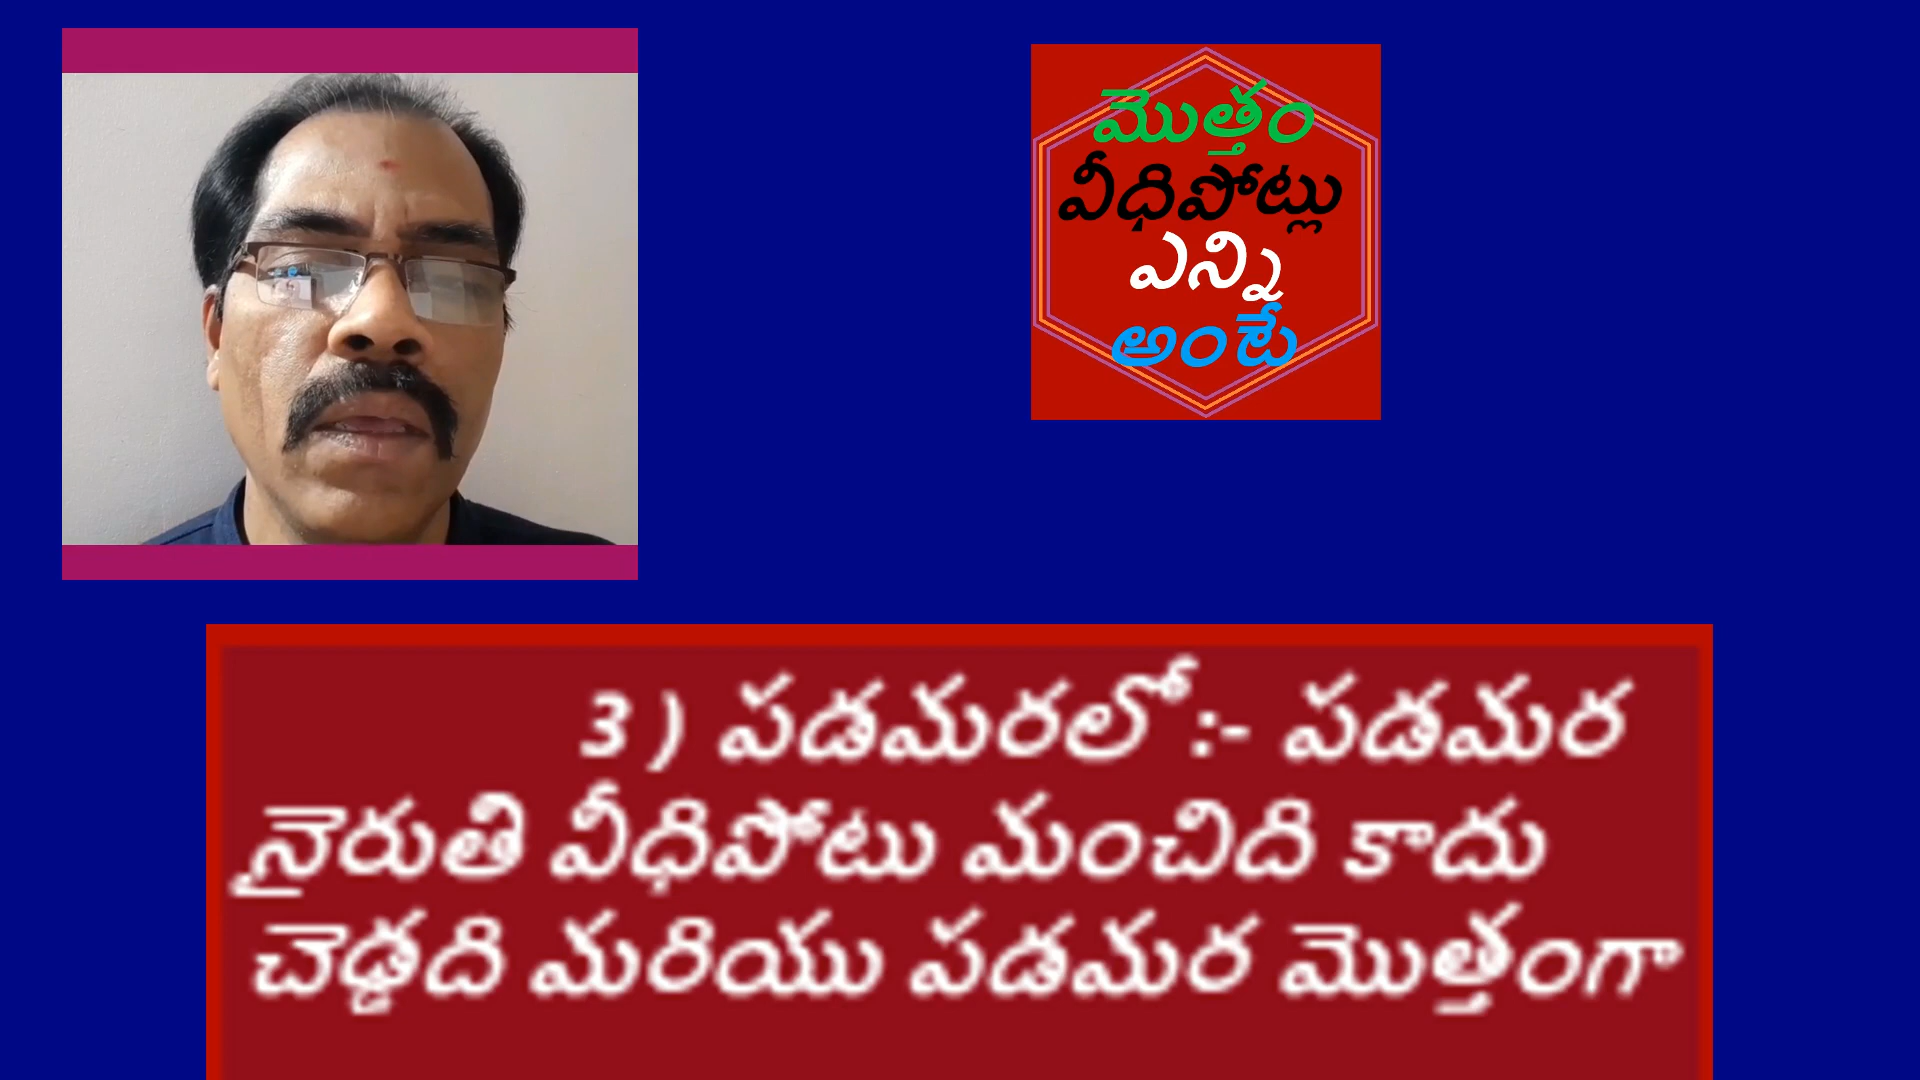 మొత్తం
వీధిపోట్లు
ఎన్ని
అంటే
3 ) పడమరలో :- పడమర
నైరుతి వీధిపోటు మంచిది కాదు
చెడ్డది మరియు పడమర మొత్తంగా